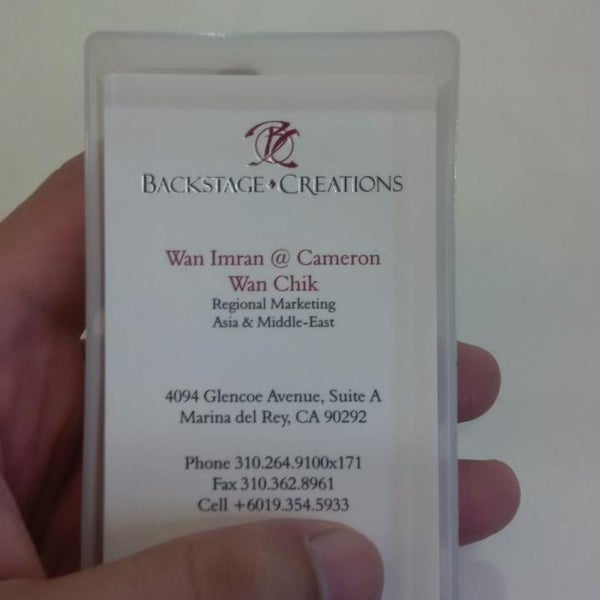 BACKSTAGE♦CREATIONS
Wan Imran @ Cameron
Wan Chik
Regional Marketing
Asia & Middle-East
4094 Glencoe Avenue, Suite A
Marina del Rey, CA 90292
Phone 310.264.9100x171
Fax 310.362.8961
Cell +6019.354.5933